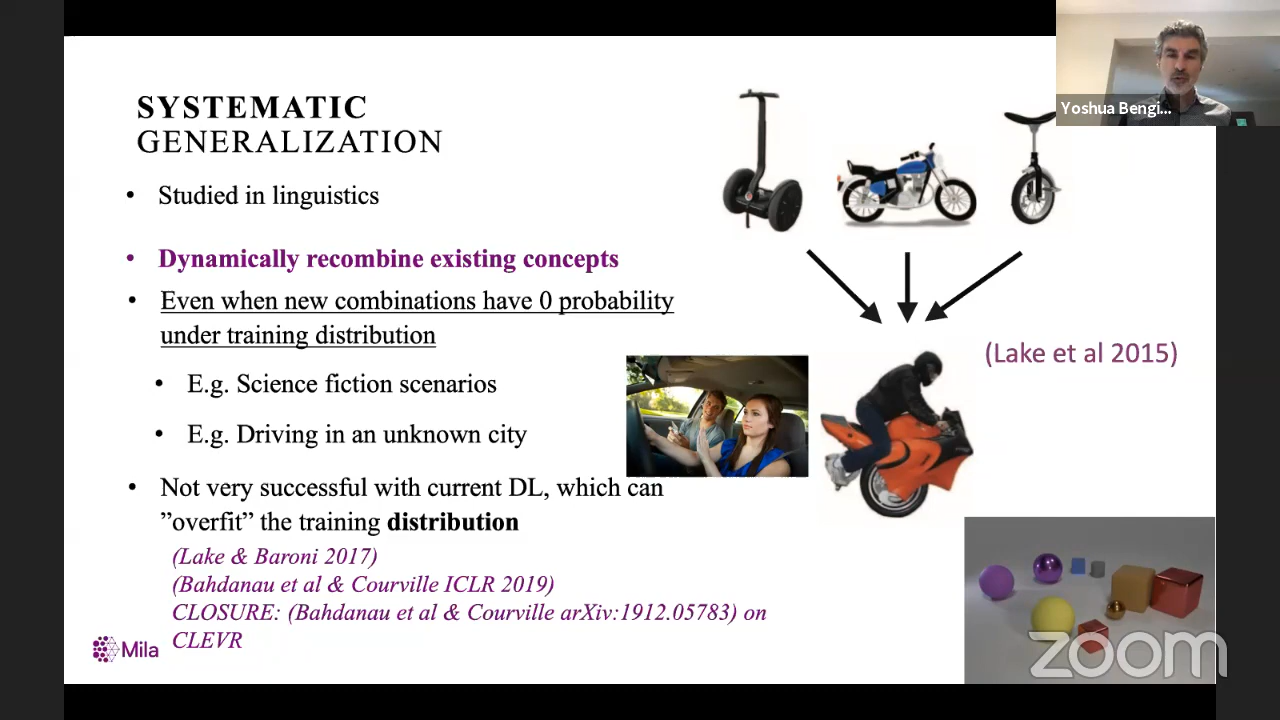 Yoshua Bengi...
SYSTEMATIC
GENERALIZATION
• Studied in linguistics
• Dynamically recombine existing concepts
• Even when new combinations have 0 probability
under training distribution
• E.g. Science fiction scenarios
• E.g. Driving in an unknown city
• Not very successful with current DL, which can
”overfit” the training distribution
(Lake & Baroni 2017)
(Bahdanau et al & Courville ICLR 2019)
CLOSURE: (Bahdanau et al & Courville arXiv:1912.05783) on
CLEVR
(Lake et al 2015)
Mila
zoom